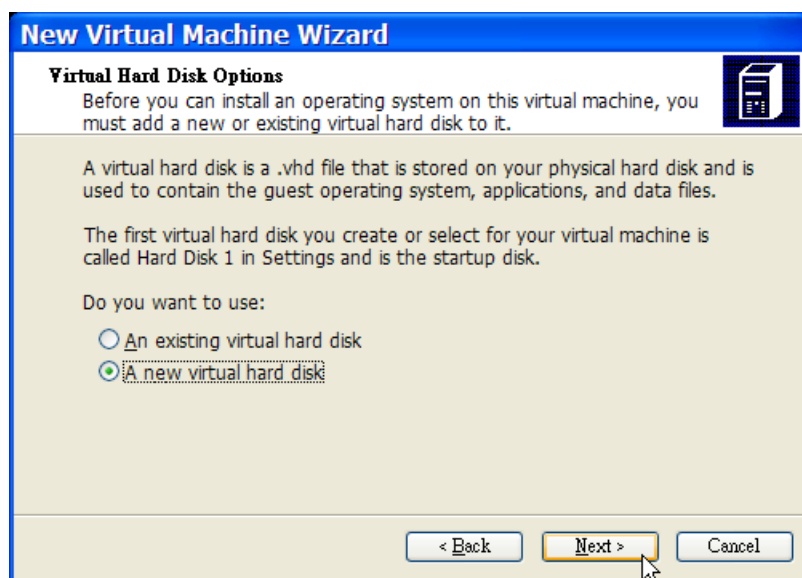 New Virtual Machine Wizard
Virtual Hard Disk Options
Before you can install an operating system on this virtual machine, you
must add a new or existing virtual hard disk to it.
A virtual hard disk is a .vhd file that is stored on your physical hard disk and is
used to contain the guest operating system, applications, and data files.
The first virtual hard disk you create or select for your virtual machine is
called Hard Disk 1 in Settings and is the startup disk.
Do you want to use:
An existing virtual hard disk
A new virtual hard disk
< Back Next > Cancel